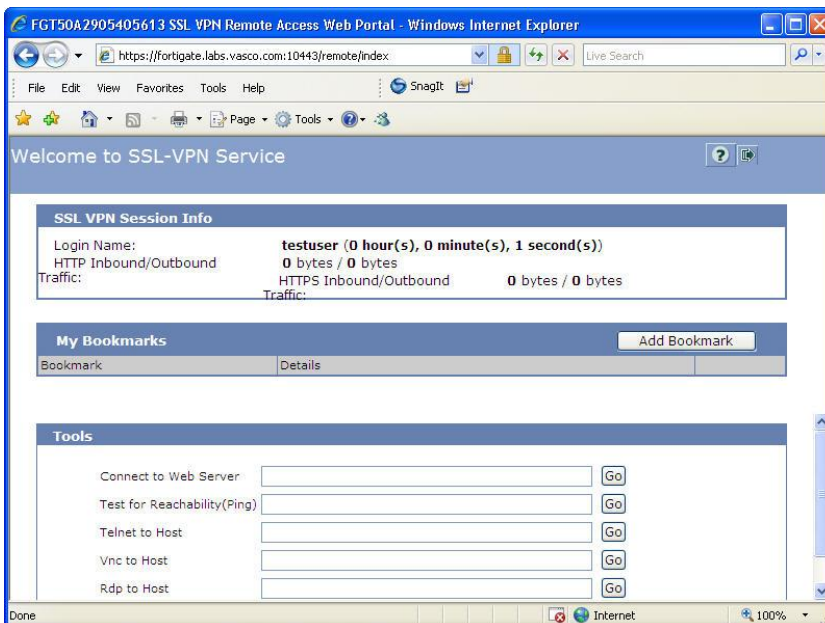 FGT50A2905405613 SSL VPN Remote Access Web Portal - Windows Internet Explorer
https://fortigate.labs.vasco.com:10443/remote/index
Live Search
File Edit View Favorites Tools Help
SnagIt
Page Tools
Welcome to SSL-VPN Service
?
SSL VPN Session Info
Login Name: testuser (0 hour(s), 0 minute(s), 1 second(s))
HTTP Inbound/Outbound Traffic: 0 bytes / 0 bytes
HTTPS Inbound/Outbound Traffic: 0 bytes / 0 bytes
My Bookmarks Add Bookmark
Bookmark Details
Tools
Connect to Web Server Go
Test for Reachability(Ping) Go
Telnet to Host Go
Vnc to Host Go
Rdp to Host Go
Done Internet 100%